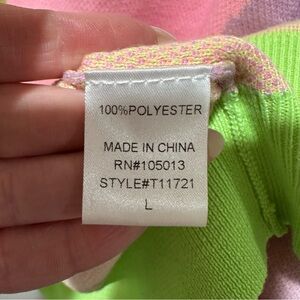 100%POLYESTER
MADE IN CHINA
RN#105013
STYLE#T11721
L